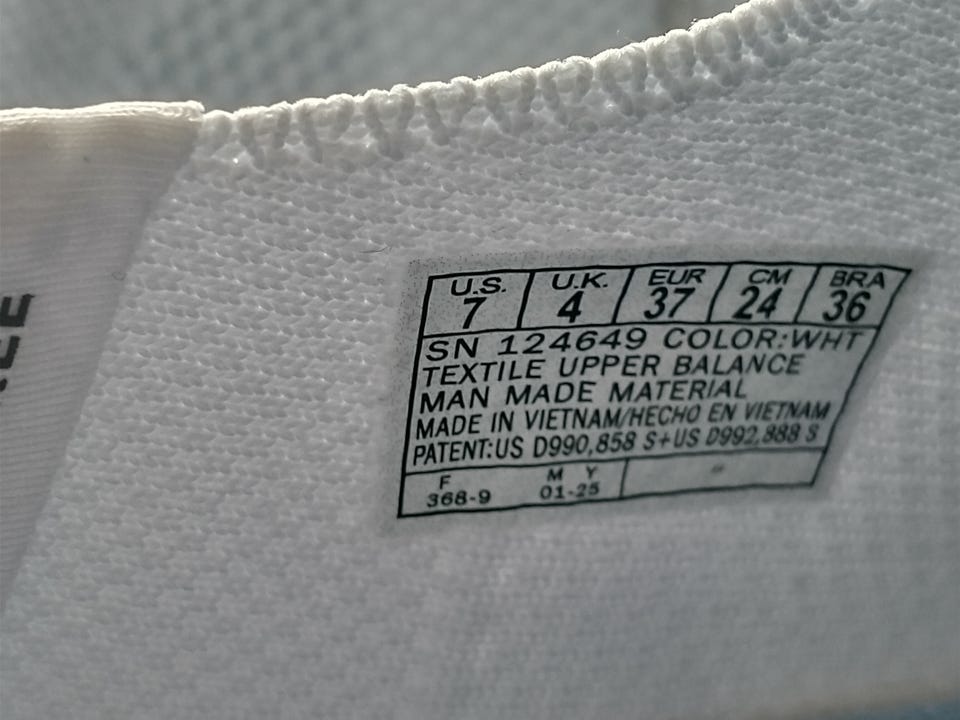 U.S. U.K. EUR CM BRA
7 4 37 24 36
SN 124649 COLOR:WHT
TEXTILE UPPER BALANCE
MAN MADE MATERIAL
MADE IN VIETNAM/HECHO EN VIETNAM
PATENT:US D990,858 S+US D992,888 S
F M Y
368-9 01-25